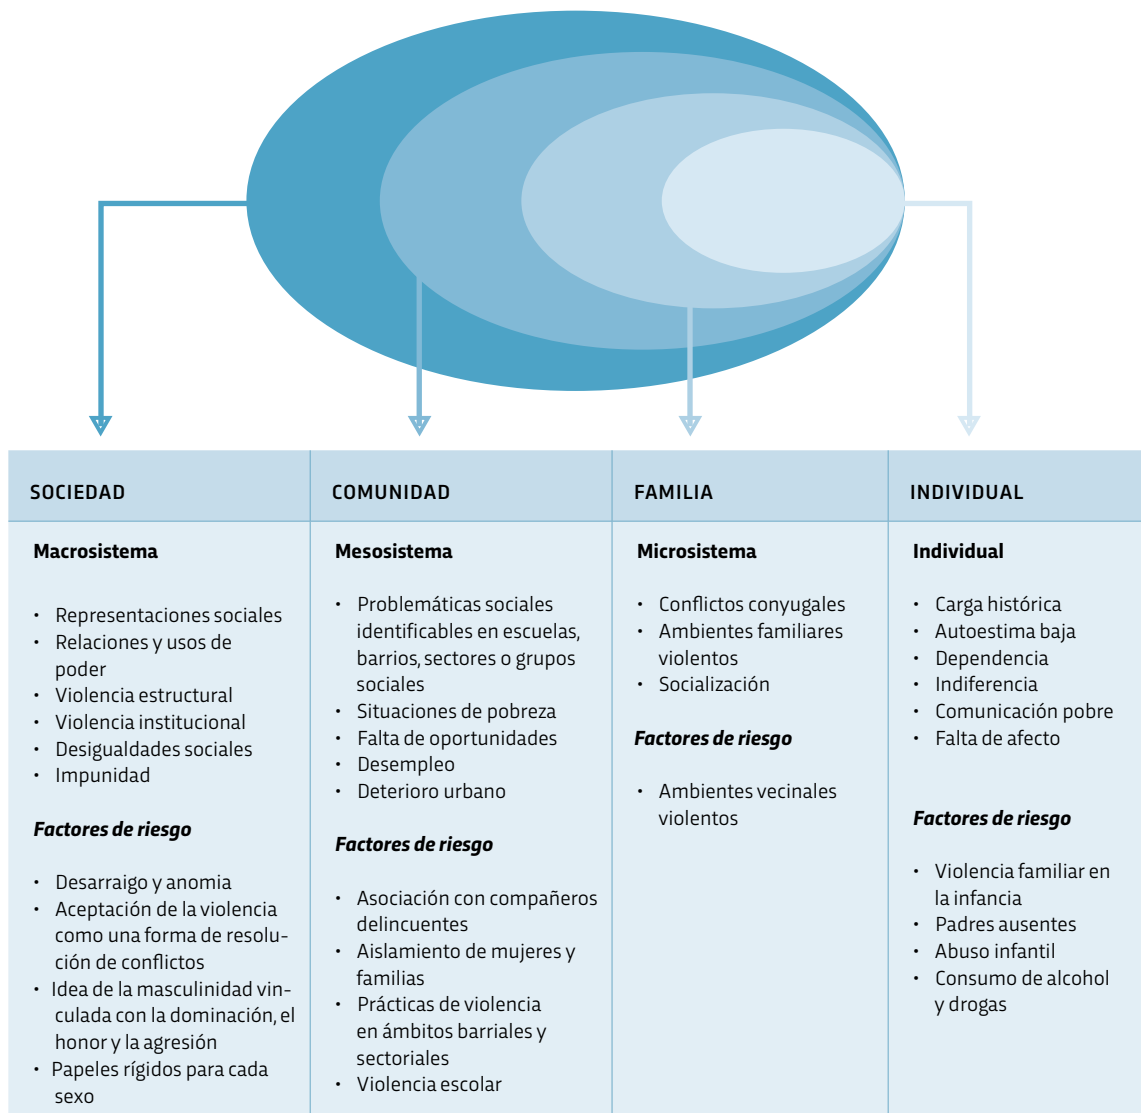 SOCIEDAD
Macrosistema
• Representaciones sociales
• Relaciones y usos de
poder
• Violencia estructural
• Violencia institucional
• Desigualdades sociales
• Impunidad
Factores de riesgo
• Desarraigo y anomia
• Aceptación de la violencia
como una forma de resolu-
ción de conflictos
• Idea de la masculinidad vin-
culada con la dominación, el
honor y la agresión
• Papeles rígidos para cada
sexo
COMUNIDAD
Mesosistema
• Problemáticas sociales
identificables en escuelas,
barrios, sectores o grupos
sociales
• Situaciones de pobreza
• Falta de oportunidades
• Desempleo
• Deterioro urbano
Factores de riesgo
• Asociación con compañeros
delincuentes
• Aislamiento de mujeres y
familias
• Prácticas de violencia
en ámbitos barriales y
sectoriales
• Violencia escolar
FAMILIA
Microsistema
• Conflictos conyugales
• Ambientes familiares
violentos
• Socialización
Factores de riesgo
• Ambientes vecinales
violentos
INDIVIDUAL
Individual
• Carga histórica
• Autoestima baja
• Dependencia
• Indiferencia
• Comunicación pobre
• Falta de afecto
Factores de riesgo
• Violencia familiar en
la infancia
• Padres ausentes
• Abuso infantil
• Consumo de alcohol
y drogas